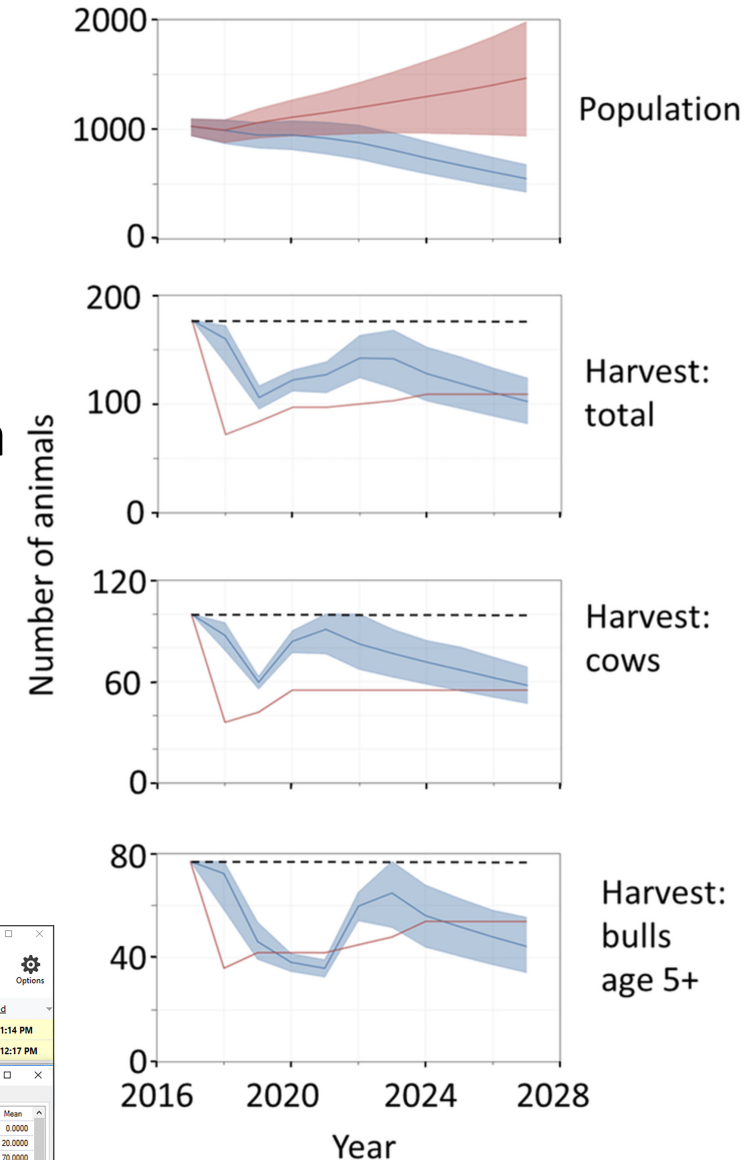 2000
1000
0
Population
200
100
0
Harvest:
total
120
60
0
Harvest:
cows
80
40
0
Harvest:
bulls
age 5+
Number of animals
2016 2020 2024 2028
Year
Options
d
1:14 PM
12:17 PM
Mean
0.0000
20.0000
70.0000